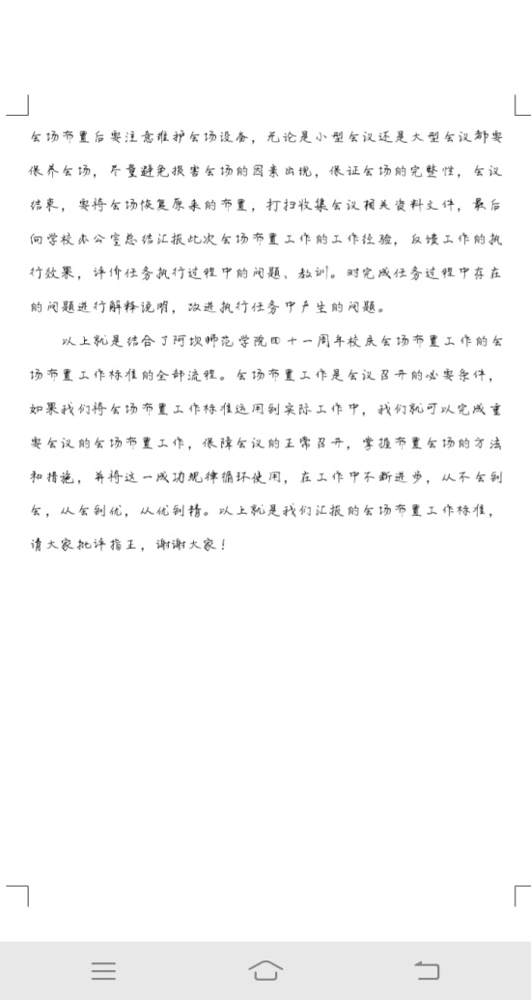 会场布置后要注意维护会场设备，无论是小型会议还是大型会议都要
保养会场，尽量避免损害会场的因素出现，保证会场的完整性，会议
结束，要将会场恢复原来的布置，打扫收集会议相关资料文件，最后
向学校办公室总结汇报此次会场布置工作的工作经验，反馈工作的执
行效果，评价任务执行过程中的问题、教训。对完成任务过程中存在
的问题进行解释说明，改进执行任务中产生的问题。
以上就是结合了阿坝师范学院四十一周年校庆会场布置工作的会
场布置工作标准的全部流程。会场布置工作是会议召开的必要条件，
如果我们将会场布置工作标准运用到实际工作中，我们就可以完成重
要会议的会场布置工作，保障会议的正常召开，掌握布置会场的方法
和措施，并将这一成功规律循环使用，在工作中不断进步，从不会到
会，从会到优，从优到精。以上就是我们汇报的会场布置工作标准，
请大家批评指正，谢谢大家！